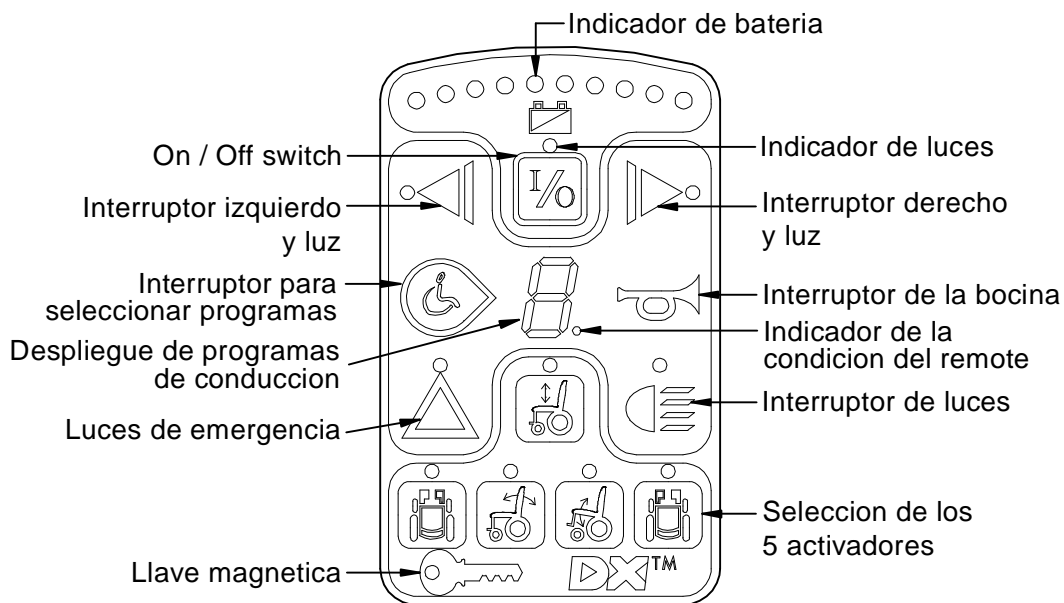 Indicador de bateria
On / Off switch
I/O
Indicador de luces
Interruptor izquierdo
y luz
Interruptor derecho
y luz
Interruptor para
seleccionar programas
Interruptor de la bocina
Despliegue de programas
de conduccion
Indicador de la
condicion del remote
Luces de emergencia
Interruptor de luces
Seleccion de los
5 activadores
Llave magnetica
DX™